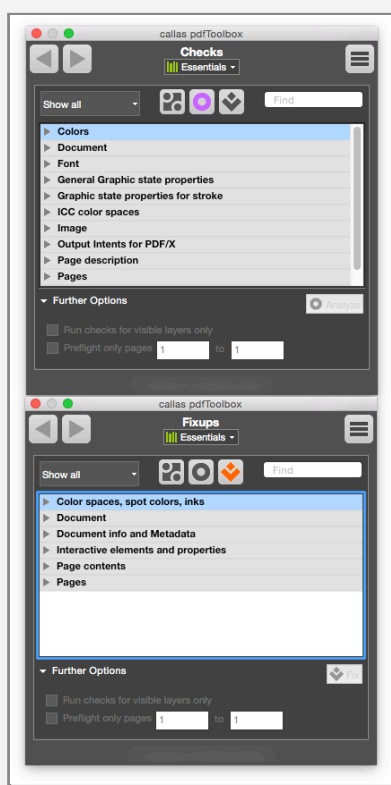 callas pdfToolbox
Checks
Essentials
Show all
Find
Colors
Document
Font
General Graphic state properties
Graphic state properties for stroke
ICC color spaces
Image
Output Intents for PDF/X
Page description
Pages
Further Options
Analyze
Run checks for visible layers only
Preflight only pages 1 to 1
callas pdfToolbox
Fixups
Essentials
Show all
Find
Color spaces, spot colors, inks
Document
Document info and Metadata
Interactive elements and properties
Page contents
Pages
Further Options
Fix
Run checks for visible layers only
Preflight only pages 1 to 1